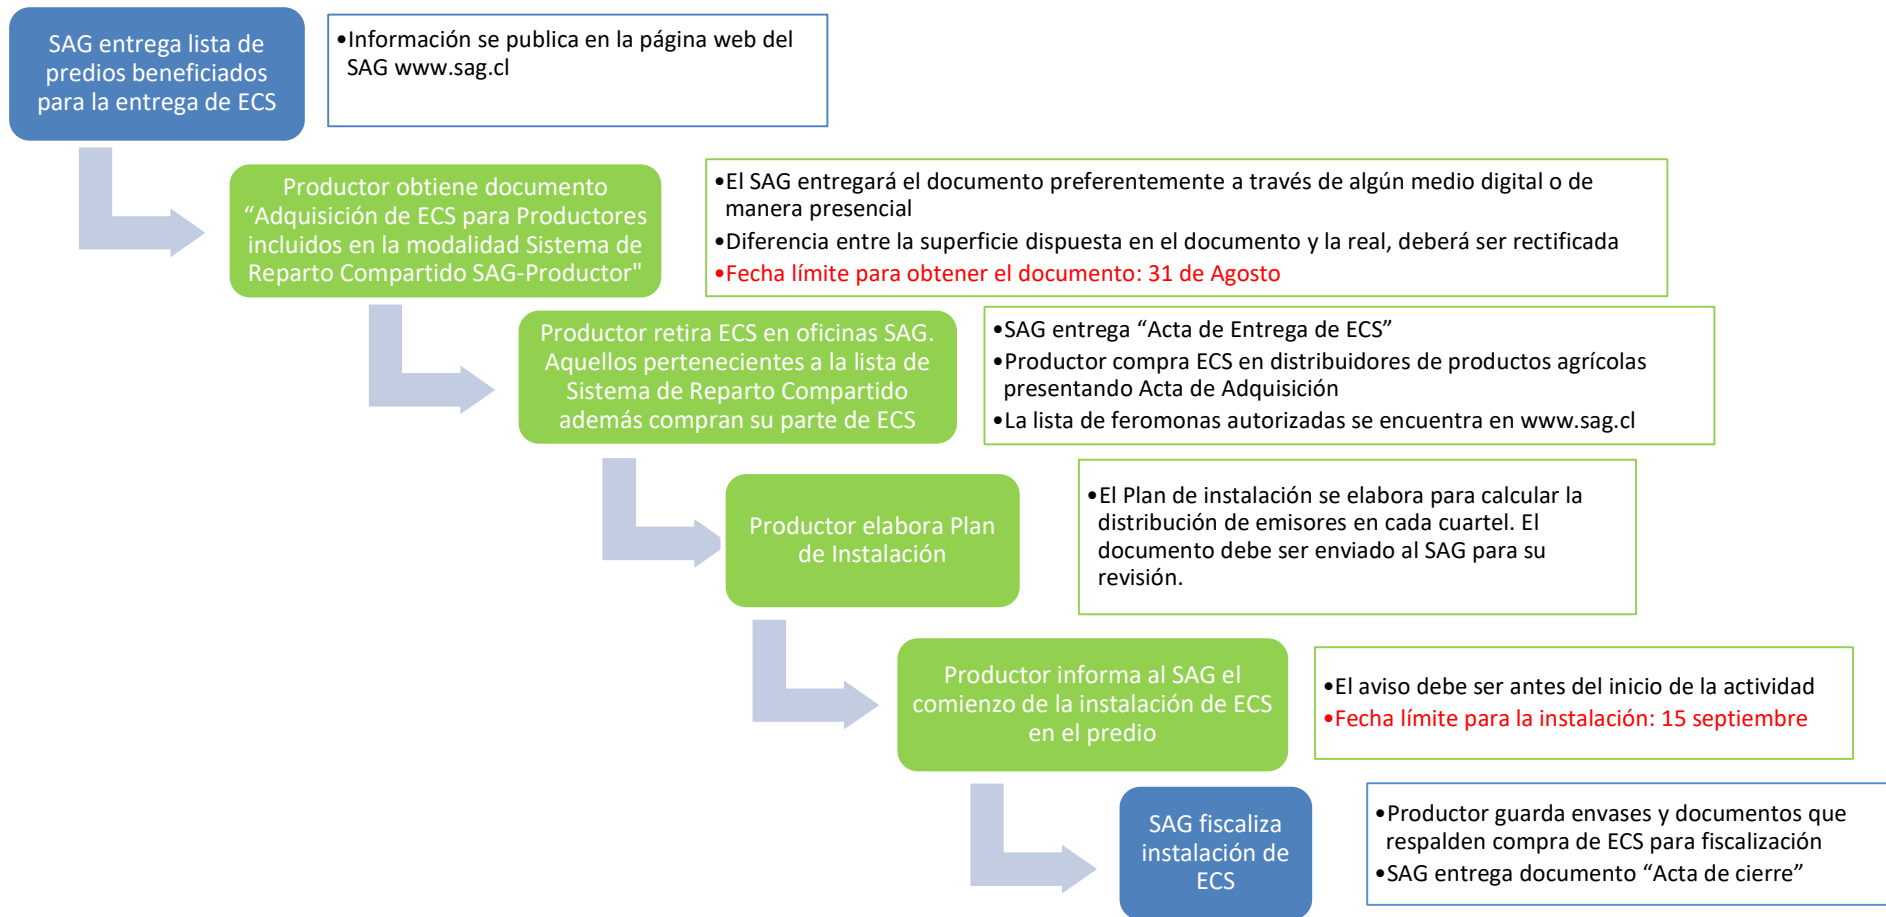 SAG entrega lista de
predios beneficiados
para la entrega de ECS
•Información se publica en la página web del
SAG www.sag.cl
Productor obtiene documento
“Adquisición de ECS para Productores
incluidos en la modalidad Sistema de
Reparto Compartido SAG-Productor"
•El SAG entregará el documento preferentemente a través de algún medio digital o de
manera presencial
•Diferencia entre la superficie dispuesta en el documento y la real, deberá ser rectificada
•Fecha límite para obtener el documento: 31 de Agosto
Productor retira ECS en oficinas SAG.
Aquellos pertenecientes a la lista de
Sistema de Reparto Compartido
además compran su parte de ECS
•SAG entrega “Acta de Entrega de ECS”
•Productor compra ECS en distribuidores de productos agrícolas
presentando Acta de Adquisición
•La lista de feromonas autorizadas se encuentra en www.sag.cl
Productor elabora Plan
de Instalación
•El Plan de instalación se elabora para calcular la
distribución de emisores en cada cuartel. El
documento debe ser enviado al SAG para su
revisión.
Productor informa al SAG el
comienzo de la instalación de ECS
en el predio
•El aviso debe ser antes del inicio de la actividad
•Fecha límite para la instalación: 15 septiembre
SAG fiscaliza
instalación de
ECS
•Productor guarda envases y documentos que
respalden compra de ECS para fiscalización
•SAG entrega documento “Acta de cierre”